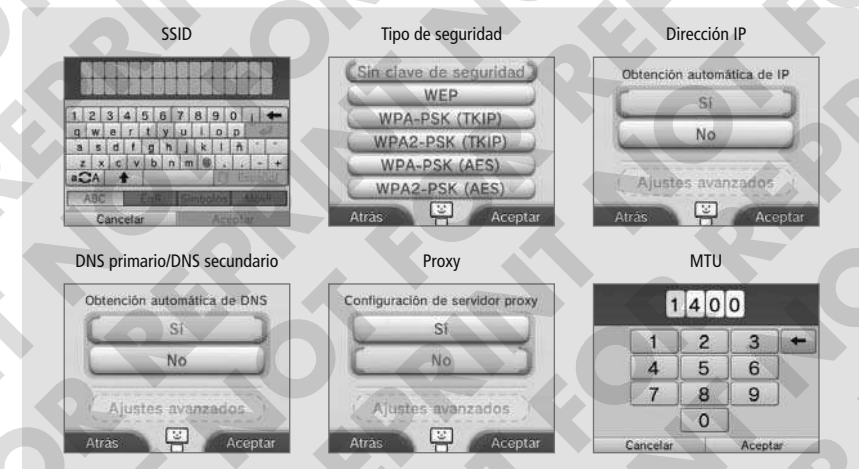 SSID
Tipo de seguridad
Dirección IP
1 2 3 4 5 6 7 8 9 0
q w e r t y u i o p
a s d f g h j k l ñ
z x c v b n m @ . , - +
ABC
Símbolos
Cancelar
Aceptar
Sin clave de seguridad
WEP
WPA-PSK (TKIP)
WPA2-PSK (TKIP)
WPA-PSK (AES)
WPA2-PSK (AES)
Atrás
Aceptar
Obtención automática de IP
Sí
No
Ajustes avanzados
Atrás
Aceptar
DNS primario/DNS secundario
Proxy
MTU
Obtención automática de DNS
Sí
No
Ajustes avanzados
Atrás
Aceptar
Configuración de servidor proxy
Sí
No
Ajustes avanzados
Atrás
Aceptar
1400
1 2 3
4 5 6
7 8 9
0
Cancelar
Aceptar